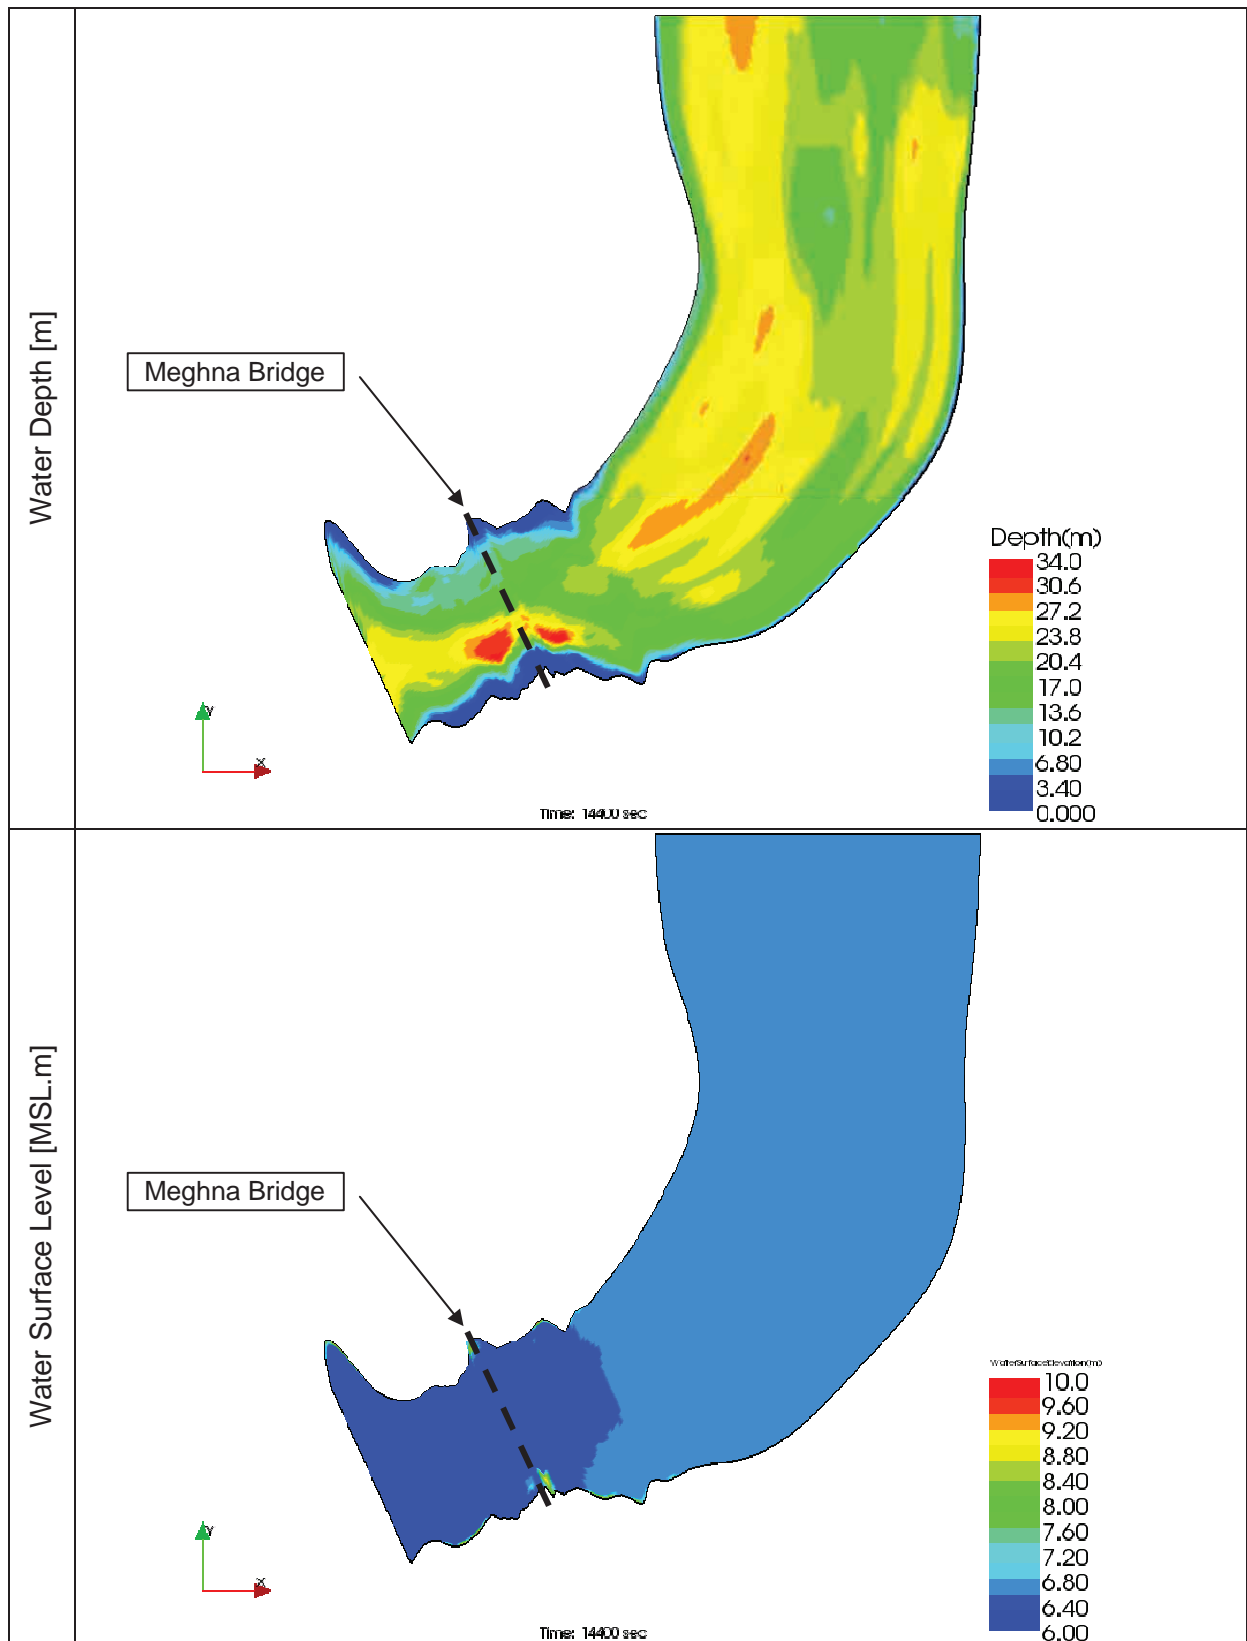 Water Depth [m]
Meghna Bridge
Depth(m)
34.0
30.6
27.2
23.8
20.4
17.0
13.6
10.2
6.80
3.40
0.000
Y
X
Time: 14400 sec
Water Surface Level [MSL.m]
Meghna Bridge
WaterSurfaceElevation(m)
10.0
9.60
9.20
8.80
8.40
8.00
7.60
7.20
6.80
6.40
6.00
Y
X
Time: 14400 sec